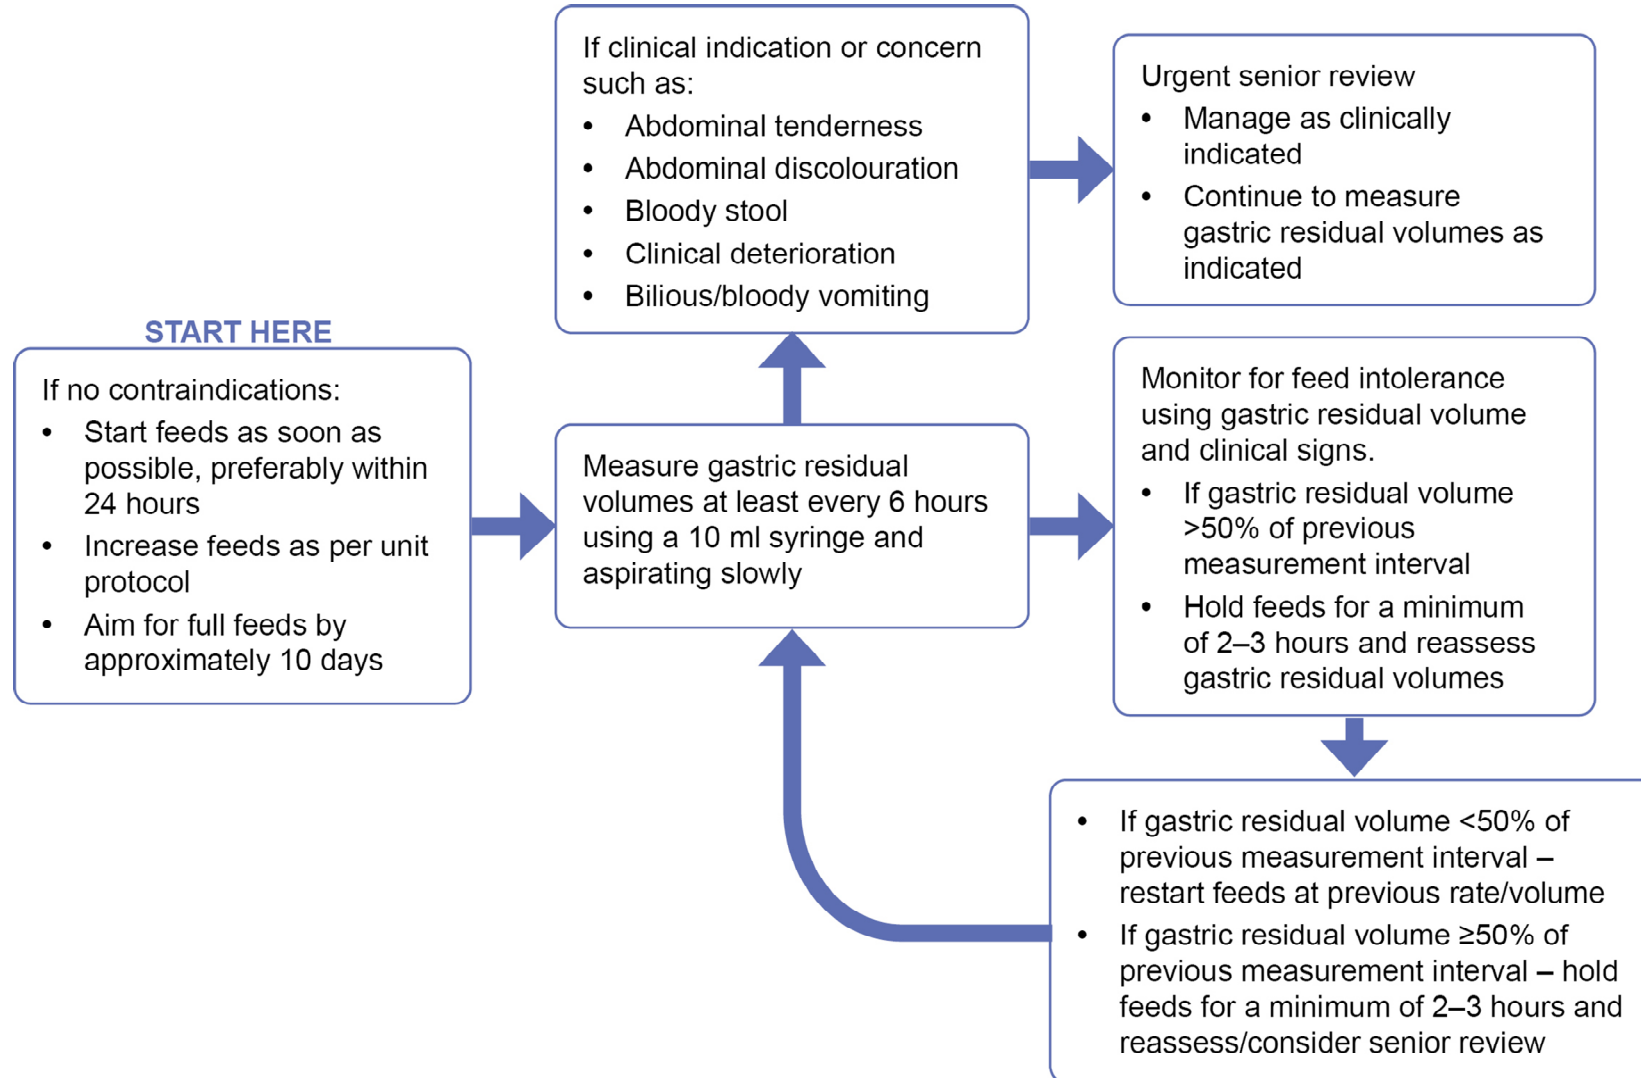 START HERE
If no contraindications:
• Start feeds as soon as
possible, preferably within
24 hours
• Increase feeds as per unit
protocol
• Aim for full feeds by
approximately 10 days
Measure gastric residual
volumes at least every 6 hours
using a 10 ml syringe and
aspirating slowly
If clinical indication or concern
such as:
• Abdominal tenderness
• Abdominal discolouration
• Bloody stool
• Clinical deterioration
• Bilious/bloody vomiting
Urgent senior review
• Manage as clinically
indicated
• Continue to measure
gastric residual volumes as
indicated
Monitor for feed intolerance
using gastric residual volume
and clinical signs.
• If gastric residual volume
>50% of previous
measurement interval
• Hold feeds for a minimum
of 2–3 hours and reassess
gastric residual volumes
• If gastric residual volume <50% of
previous measurement interval –
restart feeds at previous rate/volume
• If gastric residual volume ≥50% of
previous measurement interval – hold
feeds for a minimum of 2–3 hours and
reassess/consider senior review